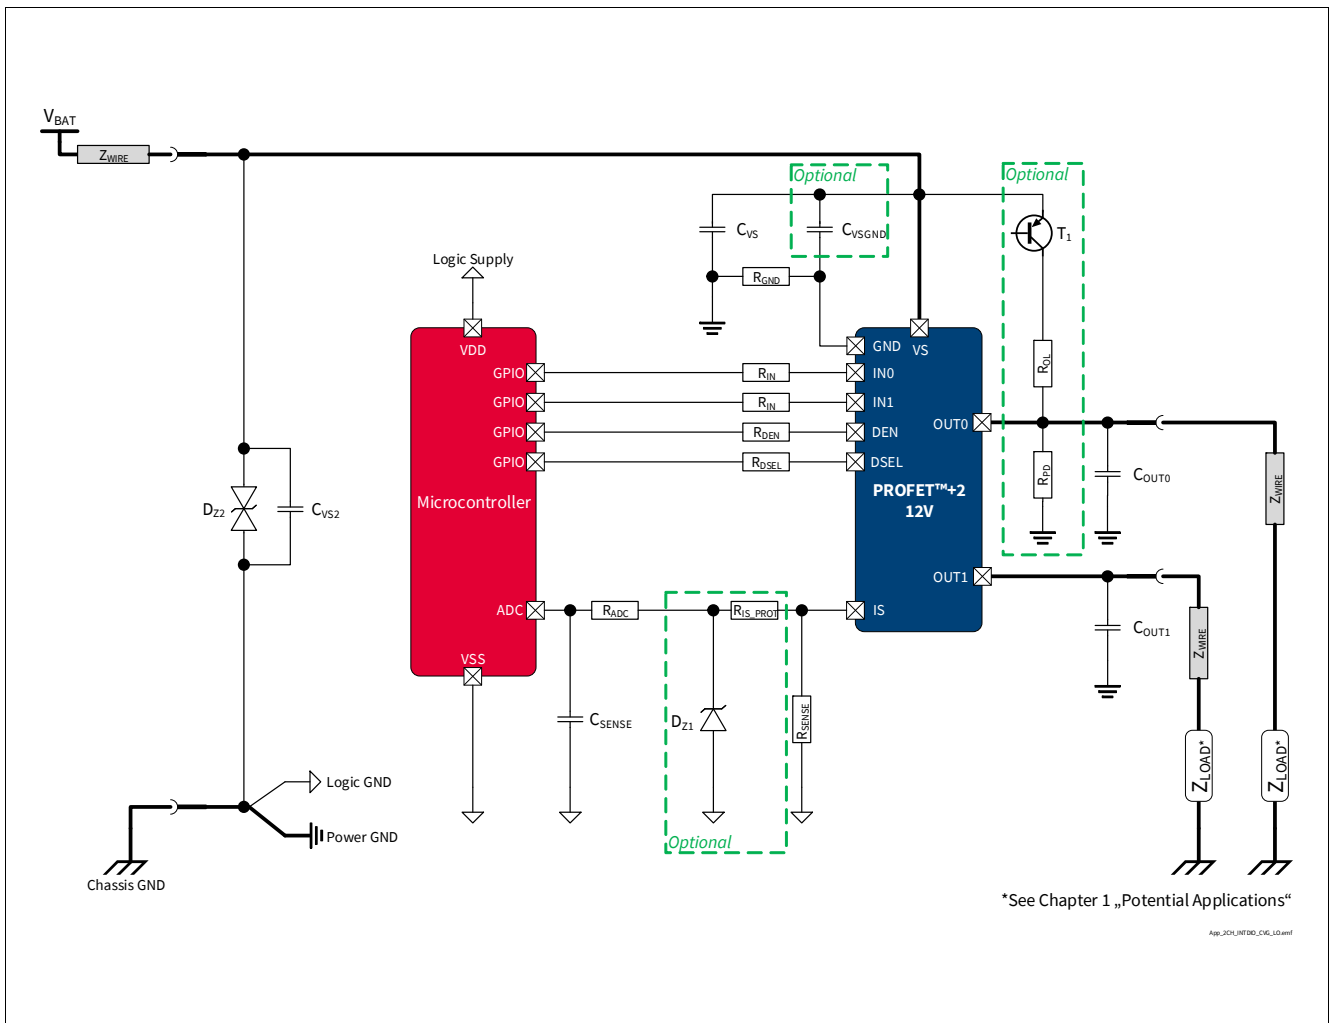 VBAT
ZWIRE
Optional
Optional
CVS
CVSGND
T1
Logic Supply
RGND
VDD
GND
VS
GPIO
RIN
IN0
ROL
GPIO
RIN
IN1
OUT0
GPIO
RDEN
DEN
GPIO
RDSEL
DSEL
RPD
COUT0
ZWIRE
Microcontroller
PROFET™+2
12V
DZ2
CVS2
OUT1
ADC
RADC
RIS_PROT
IS
COUT1
ZWIRE
VSS
CSENSE
DZ1
RSENSE
ZLOAD*
ZLOAD*
Logic GND
Power GND
Optional
Chassis GND
*See Chapter 1 „Potential Applications“
App_2CH_INTDIO_CVG_LO.emf